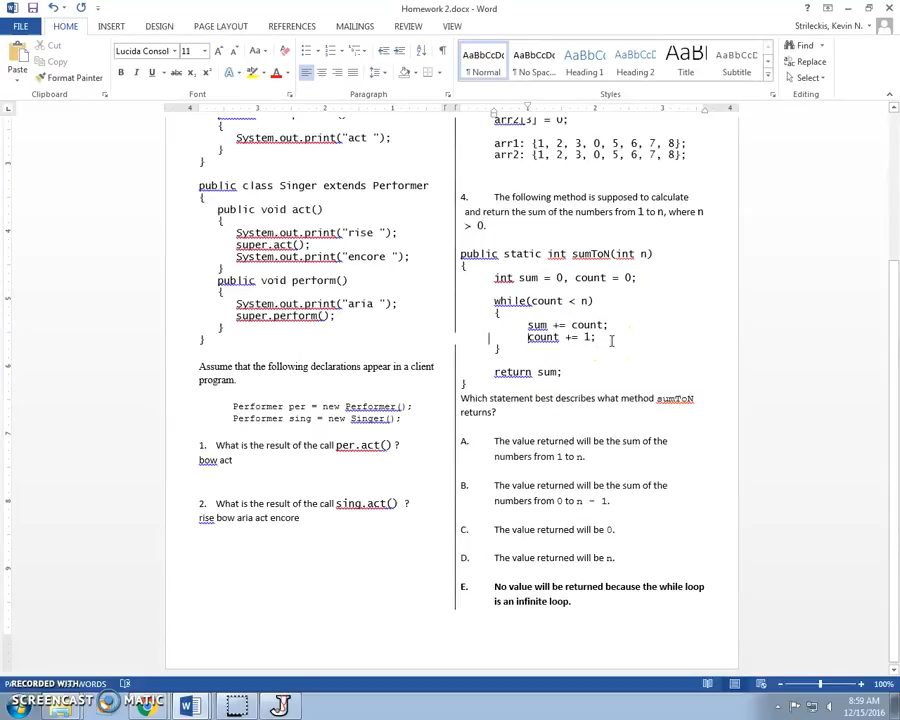 Homework 2.docx - Word
Strileckis, Kevin N.
FILE HOME INSERT DESIGN PAGE LAYOUT REFERENCES MAILINGS REVIEW VIEW
Cut
Copy
Format Painter
Paste
Lucida Consol 11
AaBbCcDc AaBbCcDc AaBbCc AaBbCcC AaBl AaBbCcDc
¶ Normal ¶ No Spac... Heading 1 Heading 2 Title Subtitle
Find
Replace
Select
Clipboard Font Paragraph Styles Editing
{
System.out.print("act ");
}
}
public class Singer extends Performer
{
public void act()
{
System.out.print("rise ");
super.act();
System.out.print("encore ");
}
public void perform()
{
System.out.print("aria ");
super.perform();
}
}
Assume that the following declarations appear in a client
program.
Performer per = new Performer();
Performer sing = new Singer();
1. What is the result of the call per.act() ?
bow act
2. What is the result of the call sing.act() ?
rise bow aria act encore
arr2[3] = 0;
arr1: {1, 2, 3, 0, 5, 6, 7, 8};
arr2: {1, 2, 3, 0, 5, 6, 7, 8};
4. The following method is supposed to calculate
and return the sum of the numbers from 1 to n, where n
> 0.
public static int sumToN(int n)
{
int sum = 0, count = 0;
while(count < n)
{
sum += count;
count += 1;
}
return sum;
}
Which statement best describes what method sumToN
returns?
A. The value returned will be the sum of the
numbers from 1 to n.
B. The value returned will be the sum of the
numbers from 0 to n - 1.
C. The value returned will be 0.
D. The value returned will be n.
E. No value will be returned because the while loop
is an infinite loop.
RECORDED WITH
SCREENCAST MATIC
WORDS
100%
8:59 AM
12/15/2016